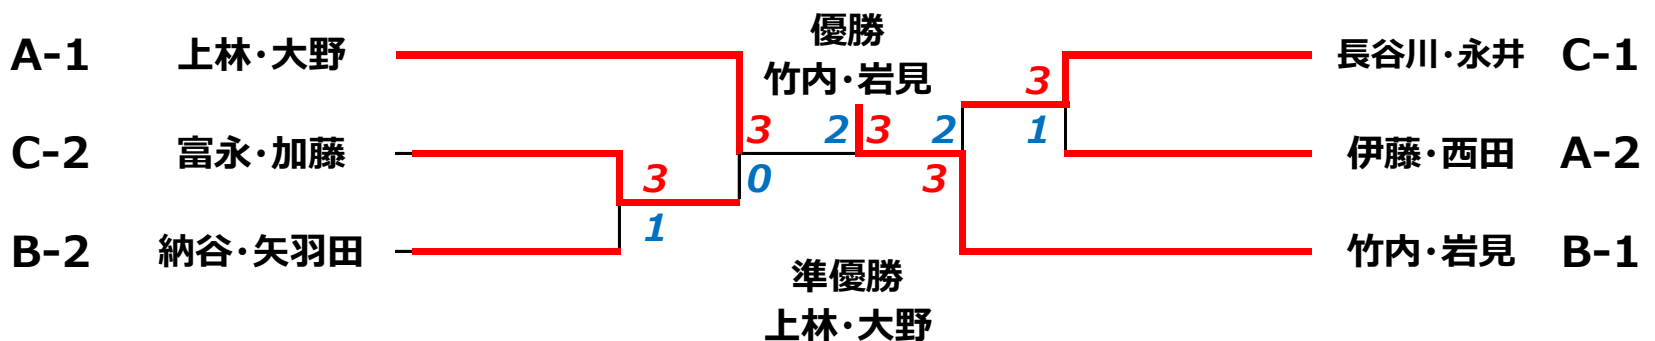 優勝
竹内・岩見
A-1 上林・大野
長谷川・永井 C-1
3
1
3 2 3 2
C-2 富永・加藤
伊藤・西田 A-2
3 0 3
1
B-2 納谷・矢羽田
竹内・岩見 B-1
準優勝
上林・大野